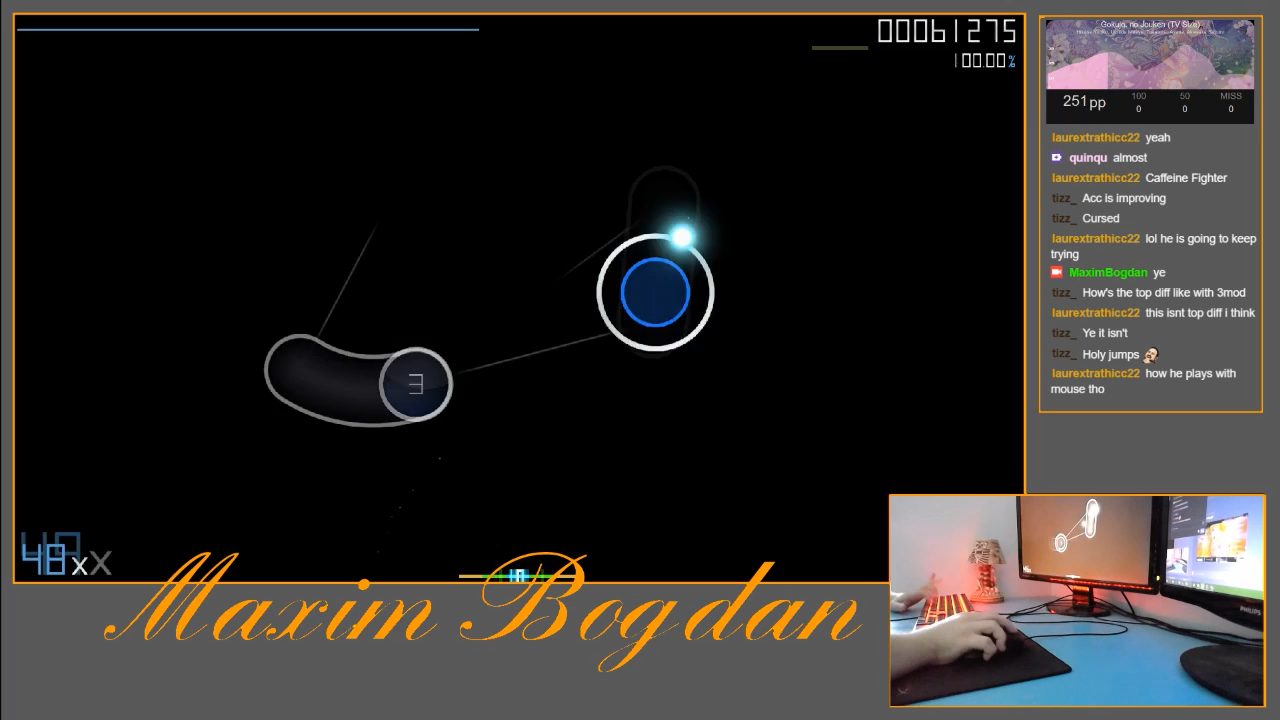 00061275
100.00%
3
48x
Maxim Bogdan
Gokuraku Jodo (TV Size)
251pp
100
50
MISS
0
0
0
laurextrathicc22 yeah
quinqu almost
laurextrathicc22 Caffeine Fighter
tizz_ Acc is improving
tizz_ Cursed
laurextrathicc22 lol he is going to keep
trying
MaximBogdan ye
tizz_ How's the top diff like with 3mod
laurextrathicc22 this isnt top diff i think
tizz_ Ye it isn't
tizz_ Holy jumps
laurextrathicc22 how he plays with
mouse tho
PHILIPS